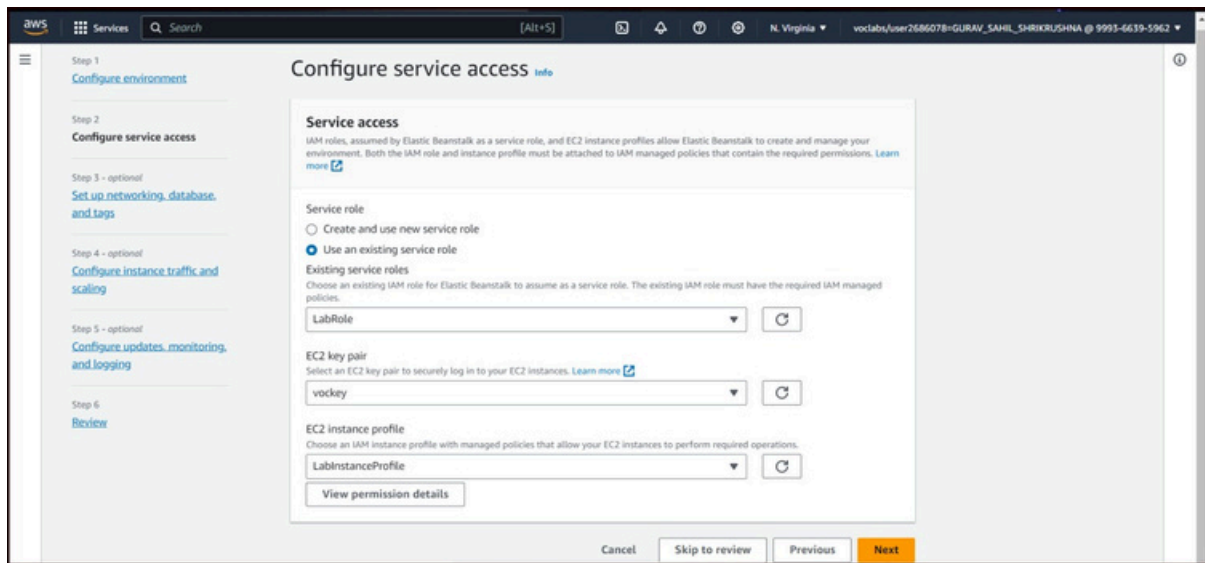 aws Services Search [Alt+S] N. Virginia voclabs/user2686078=GURAV_SAHIL_SHRIKRUSHNA @ 9993-6639-5962
Step 1
Configure environment
Step 2
Configure service access
Step 3 - optional
Set up networking, database,
and tags
Step 4 - optional
Configure instance traffic and
scaling
Step 5 - optional
Configure updates, monitoring,
and logging
Step 6
Review
Configure service access Info
Service access
IAM roles, assumed by Elastic Beanstalk as a service role, and EC2 instance profiles allow Elastic Beanstalk to create and manage your
environment. Both the IAM role and instance profile must be attached to IAM managed policies that contain the required permissions. Learn
more
Service role
Create and use new service role
Use an existing service role
Existing service roles
Choose an existing IAM role for Elastic Beanstalk to assume as a service role. The existing IAM role must have the required IAM managed
policies.
LabRole
EC2 key pair
Select an EC2 key pair to securely log in to your EC2 instances. Learn more
vockey
EC2 instance profile
Choose an IAM instance profile with managed policies that allow your EC2 instances to perform required operations.
LabInstanceProfile
View permission details
Cancel Skip to review Previous Next